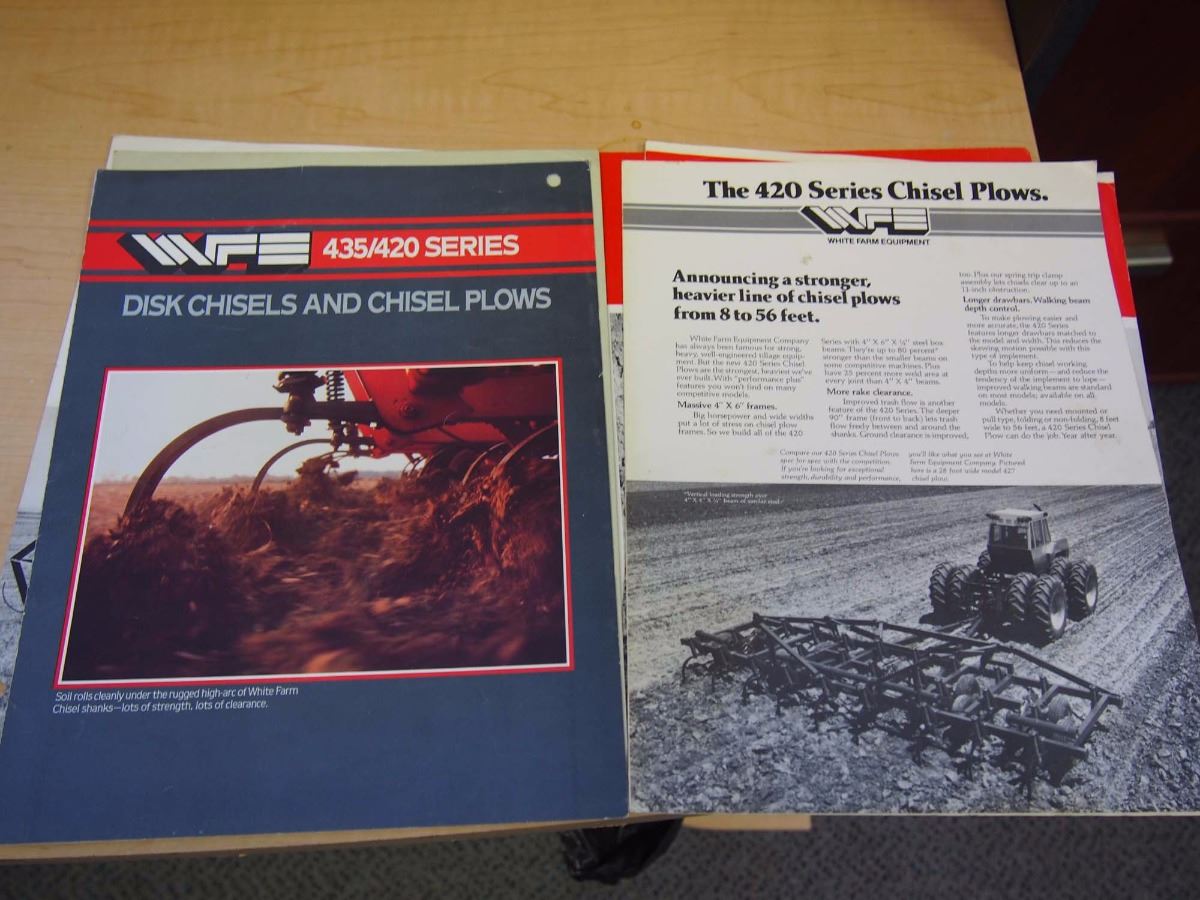 WFE 435/420 SERIES
DISK CHISELS AND CHISEL PLOWS
Soil rolls cleanly under the rugged high-arc of White Farm
Chisel shanks—lots of strength, lots of clearance.
The 420 Series Chisel Plows.
WFE
WHITE FARM EQUIPMENT
Announcing a stronger,
heavier line of chisel plows
from 8 to 56 feet.
White Farm Equipment Company
has always been famous for strong,
heavy, well-engineered tillage equip-
ment. But the new 420 Series Chisel
Plows are the strongest, heaviest we've
ever built. With "performance plus"
features you won't find on many
competitive models.
Massive 4" X 6" frames.
Big horsepower and wide widths
put a lot of stress on chisel plow
frames. So we build all of the 420
Series with 4" X 6" X ¼" steel box
beams. They're up to 80 percent*
stronger than the smaller beams on
some competitive machines. Plus
have 25 percent more weld area at
every joint than 4" X 4" beams.
More rake clearance.
Improved trash flow is another
feature of the 420 Series. The deeper
90" frame (front to back) lets trash
flow freely between and around the
shanks. Ground clearance is improved,
too. Plus our spring trip clamp
assembly lets chisels clear up to an
11-inch obstruction.
Longer drawbars. Walking beam
depth control.
To make plowing easier and
more accurate, the 420 Series
features longer drawbars matched to
the model and width. This reduces the
skewing motion possible with this
type of implement.
To help keep chisel working
depths more uniform—and reduce the
tendency of the implement to lope—
improved walking beams are standard
on most models; available on all
models.
Whether you need mounted or
pull type, folding or non-folding, 8 feet
wide to 56 feet, a 420 Series Chisel
Plow can do the job. Year after year.
Compare our 420 Series Chisel Plows
spec for spec with the competition.
If you're looking for exceptional
strength, durability and performance,
you'll like what you see at White
Farm Equipment Company. Pictured
here is a 28 foot wide model 427
chisel plow.
*Vertical loading strength over
4" X 4" X ¼" beam of similar steel.